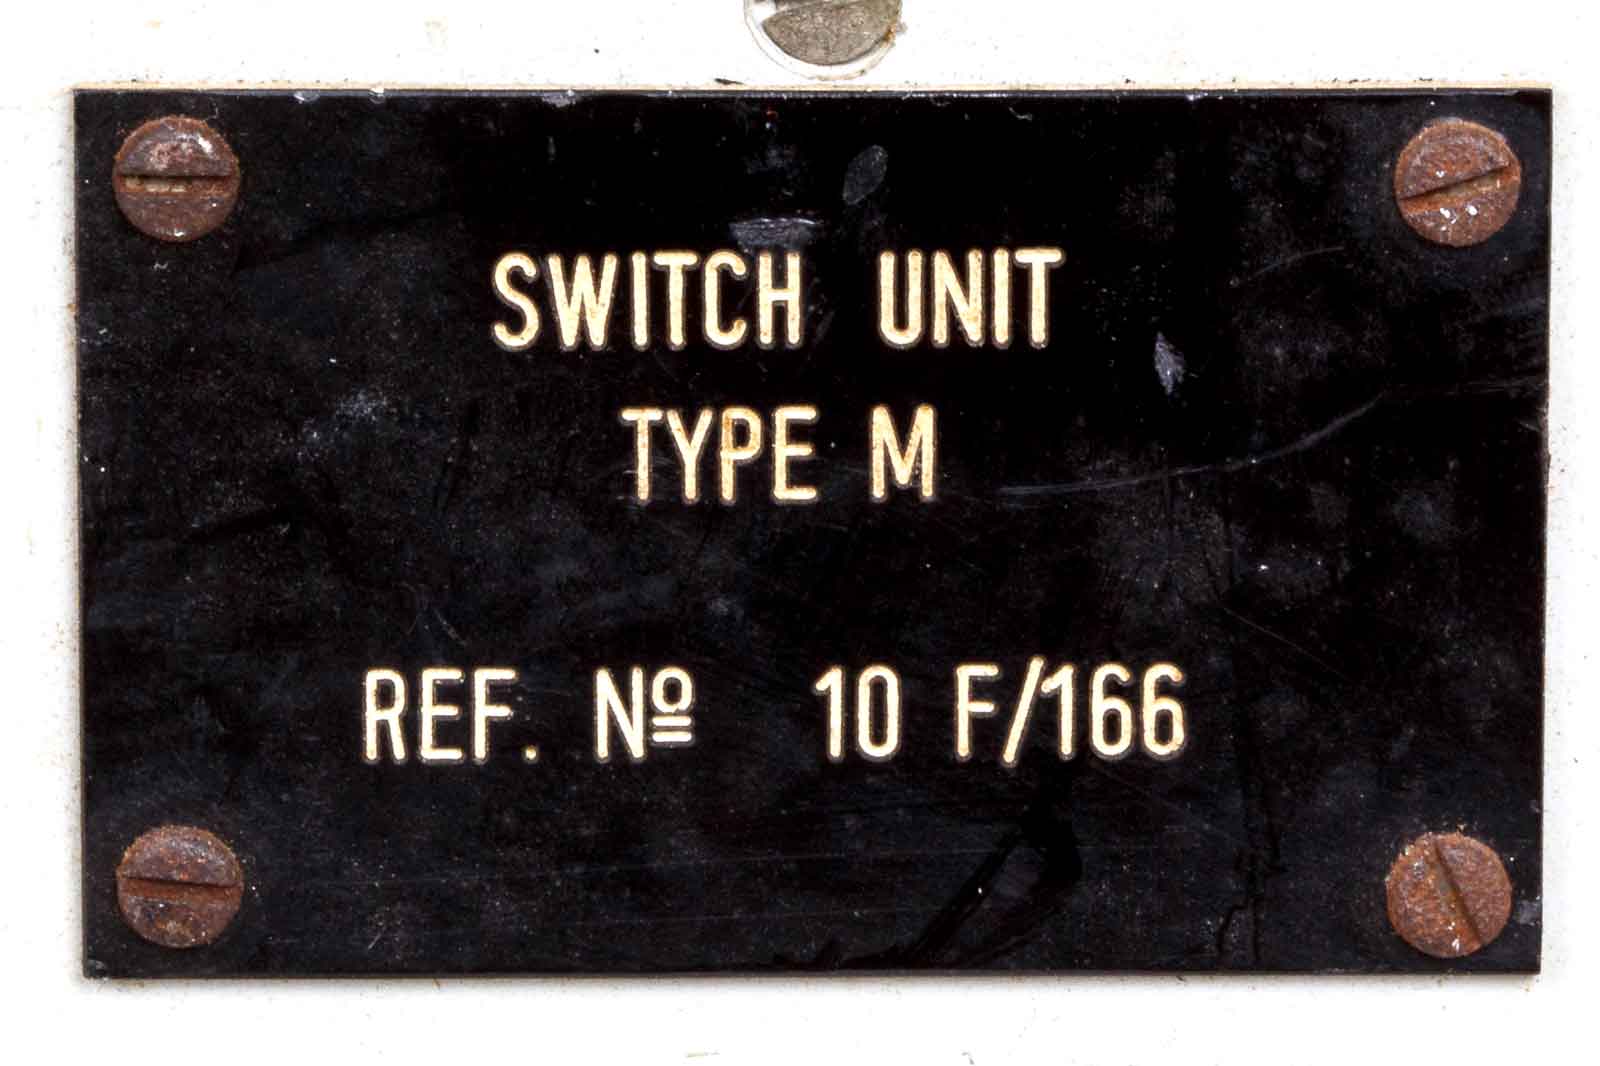 SWITCH UNIT
TYPE M
REF. Nº 10 F/166